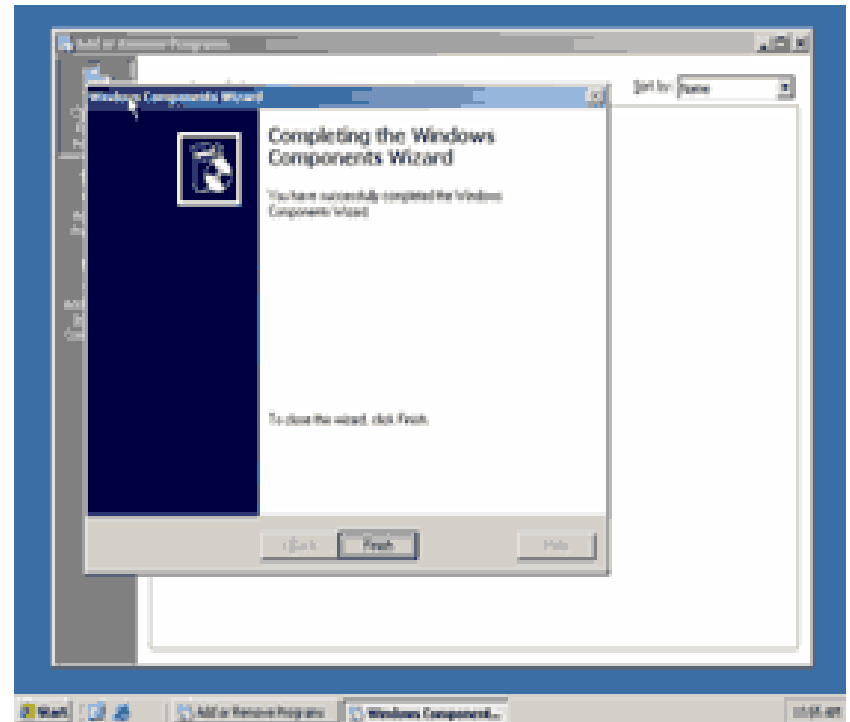 Add or Remove Programs
Sort by: Name
Windows Components Wizard
Completing the Windows
Components Wizard
You have successfully completed the Windows
Components Wizard.
To close the wizard, click Finish.
< Back
Finish
Help
Start
Add or Remove Programs
Windows Component...